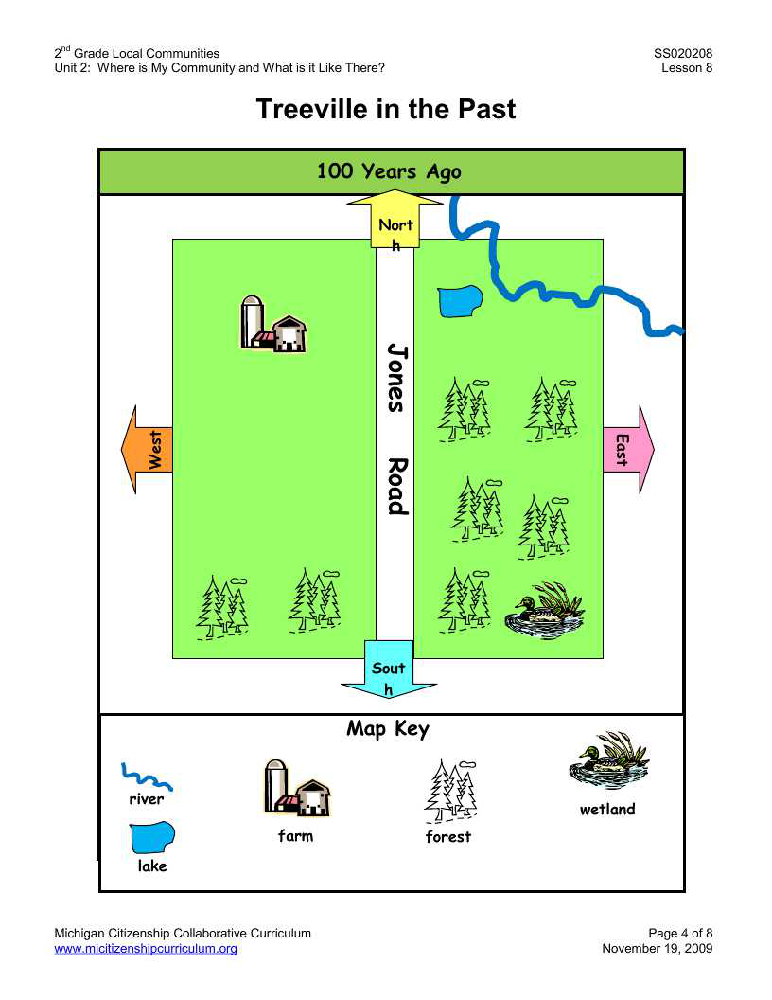 2nd Grade Local Communities SS020208
Unit 2: Where is My Community and What is it Like There? Lesson 8
Treeville in the Past
100 Years Ago
Nort
h
Jones Road
West
East
Sout
h
Map Key
river
farm
forest
wetland
lake
Michigan Citizenship Collaborative Curriculum Page 4 of 8
www.micitizenshipcurriculum.org November 19, 2009